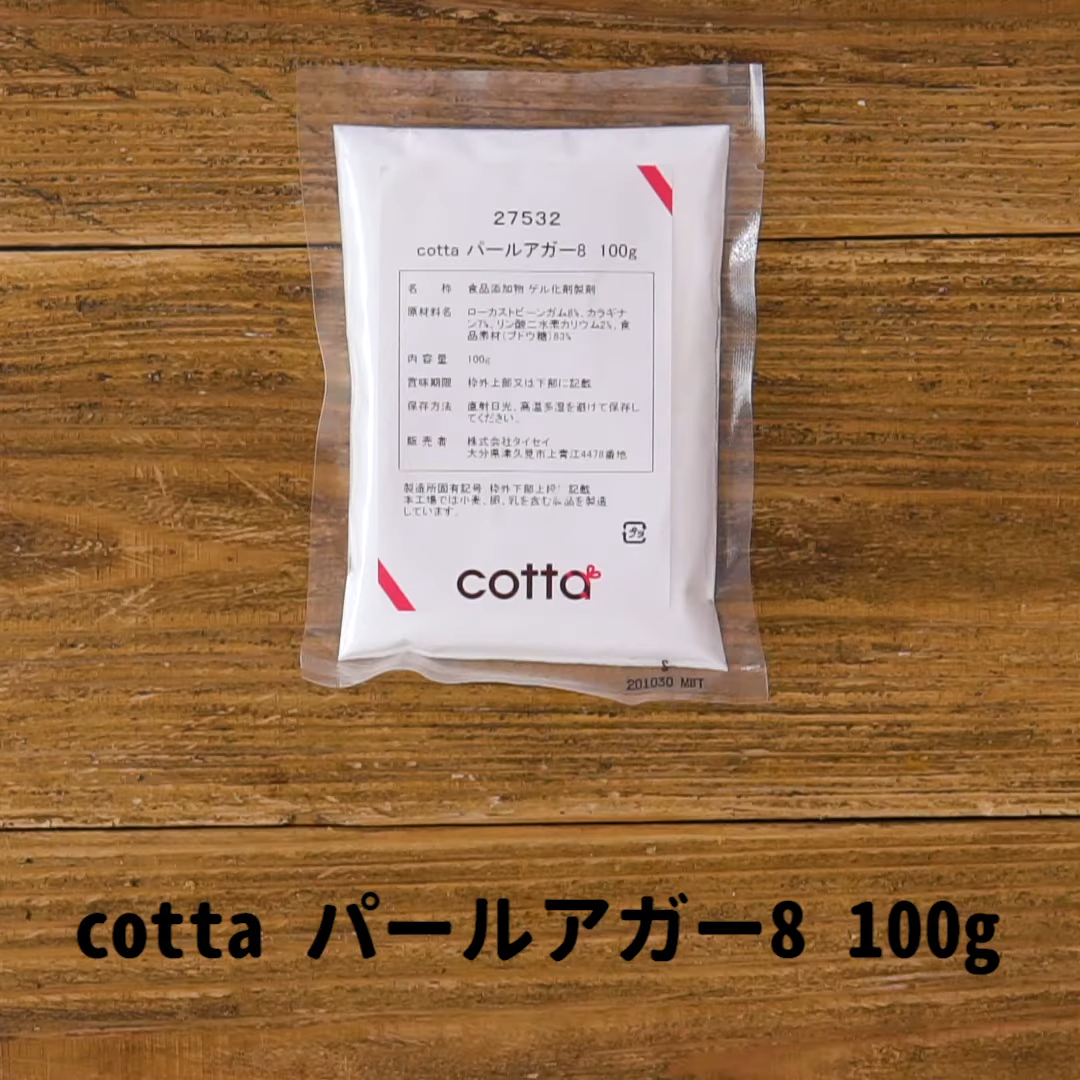 27532
cotta パールアガー8 100g
名 称 食品添加物 ゲル化剤製剤
原材料名 ローカストビーンガム8%、カラギナ
ン7%、リン酸二水素カリウム2%、食
品素材(ブドウ糖)83%
内容量 100g
賞味期限 枠外上部又は下部に記載
保存方法 直射日光、高温多湿を避けて保存し
てください。
販売者 株式会社タイセイ
大分県津久見市上青江4478番地
製造所固有記号 枠外下部上段に記載
本工場では小麦、卵、乳を含む製品を製造
しています。
プラ
cotta
S
201030 MBT
cotta パールアガー8 100g